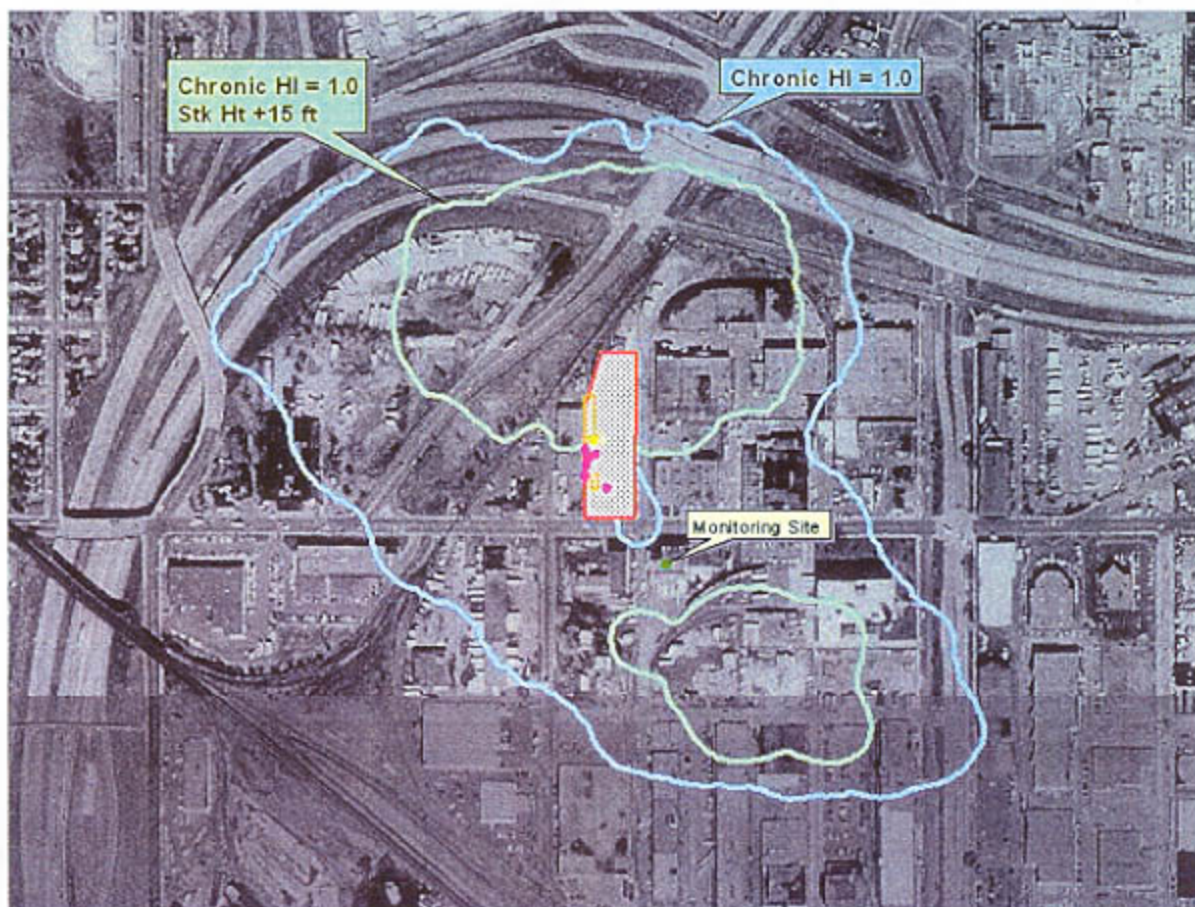 Chronic HI = 1.0
Stk Ht +15 ft
Chronic HI = 1.0
Monitoring Site